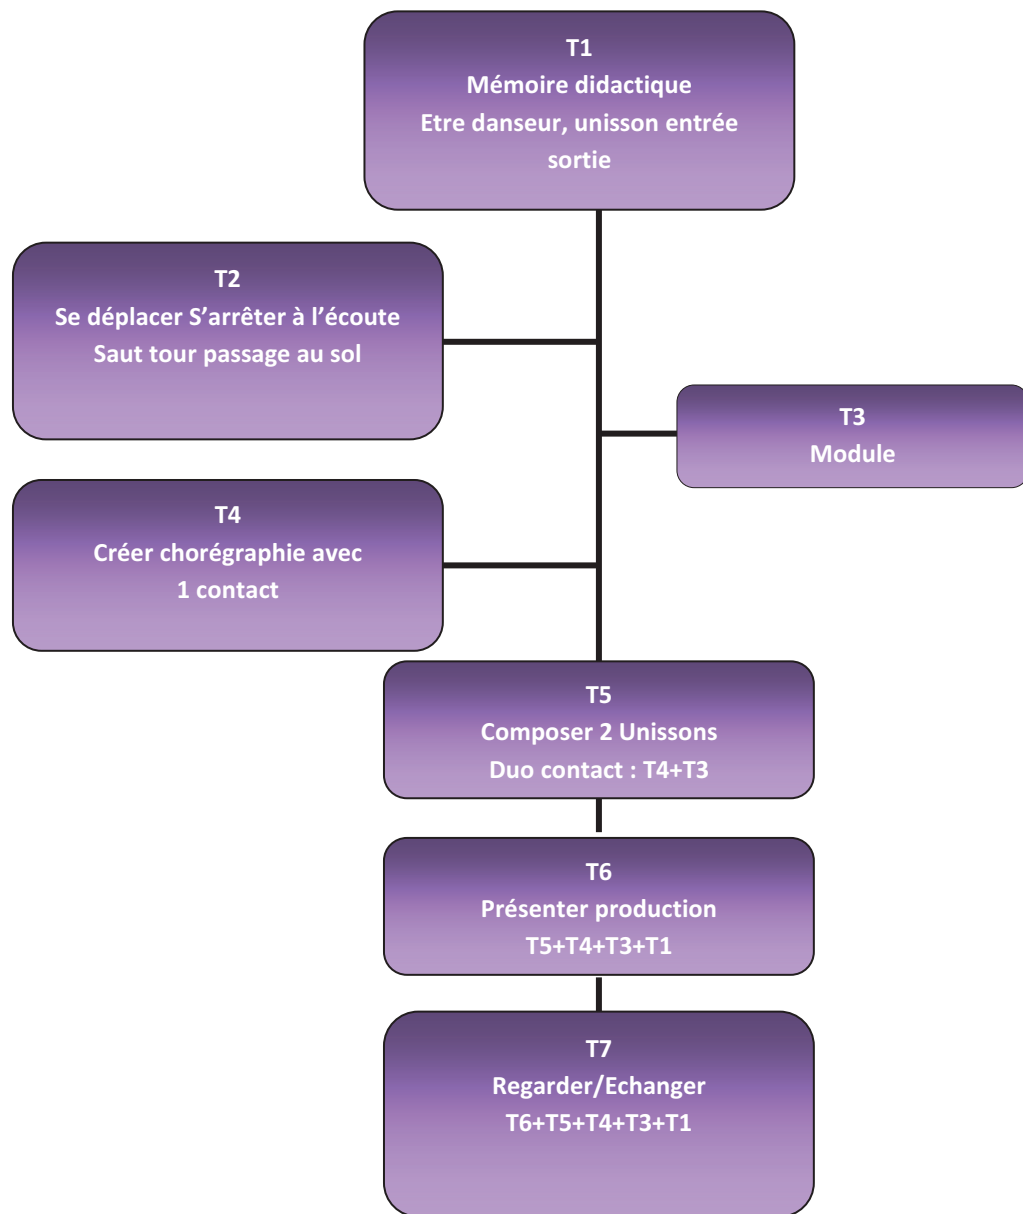 T1
Mémoire didactique
Etre danseur, unison entrée
sortie
T2
Se déplacer S’arrêter à l’écoute
Saut tour passage au sol
T3
Module
T4
Créer chorégraphie avec
1 contact
T5
Composer 2 Unissons
Duo contact : T4+T3
T6
Présenter production
T5+T4+T3+T1
T7
Regarder/Echanger
T6+T5+T4+T3+T1